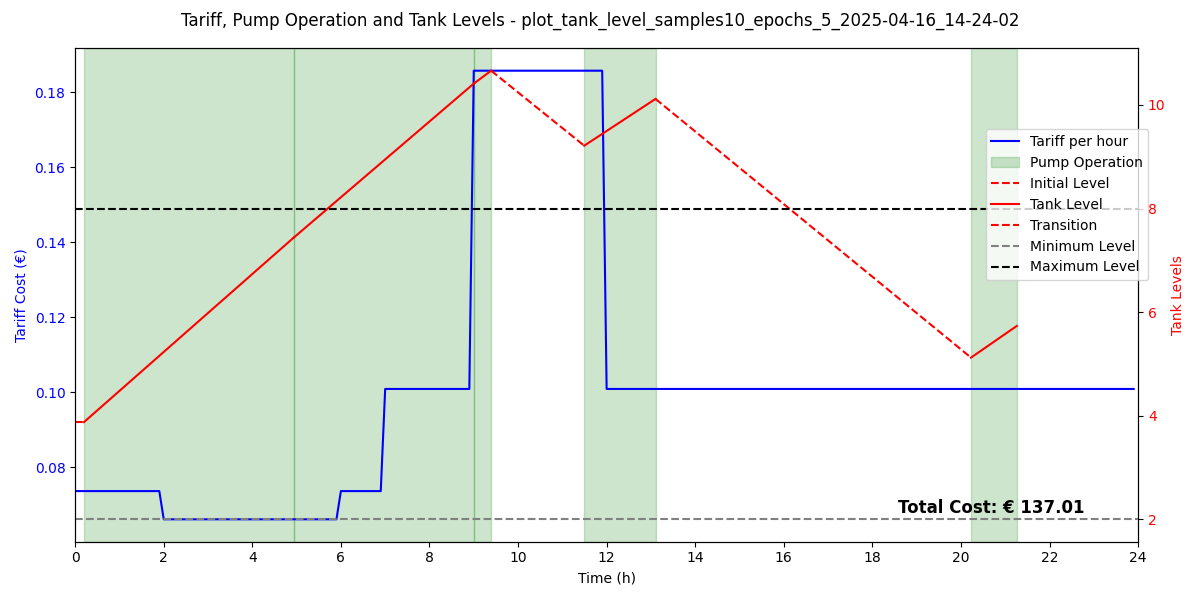 Tariff, Pump Operation and Tank Levels - plot_tank_level_samples10_epochs_5_2025-04-16_14-24-02
Tariff Cost (€)
0.18
0.16
0.14
0.12
0.10
0.08
10
8
6
4
2
Tank Levels
Tariff per hour
Pump Operation
Initial Level
Tank Level
Transition
Minimum Level
Maximum Level
Total Cost: € 137.01
0 2 4 6 8 10 12 14 16 18 20 22 24
Time (h)